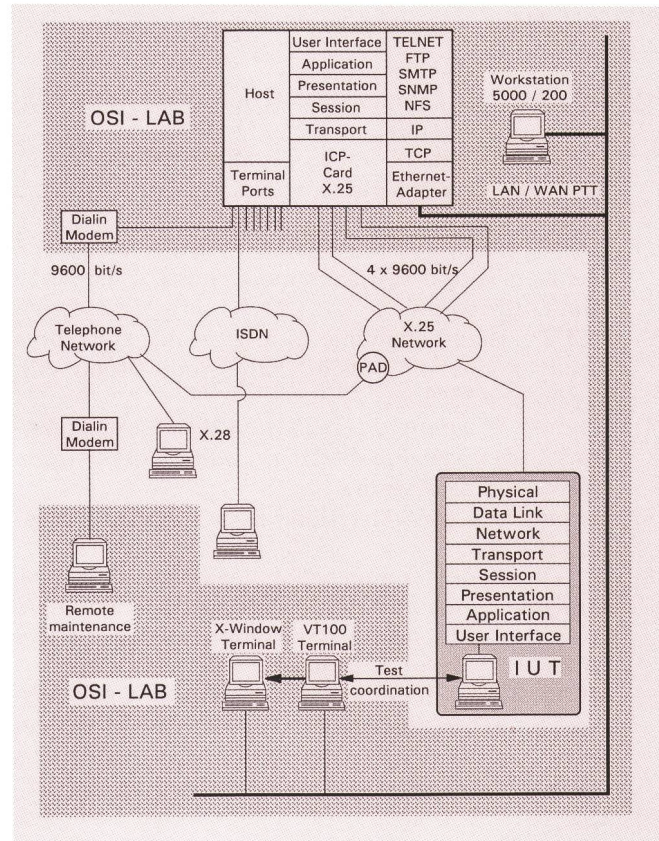 OSI - LAB
Host
Terminal
Ports
User Interface
Application
Presentation
Session
Transport
ICP-
Card
X.25
TELNET
FTP
SMTP
SNMP
NFS
IP
TCP
Ethernet-
Adapter
Workstation
5000 / 200
LAN / WAN PTT
Dialin
Modem
9600 bit/s
4 x 9600 bit/s
Telephone
Network
ISDN
X.25
Network
PAD
Dialin
Modem
X.28
Physical
Data Link
Network
Transport
Session
Presentation
Application
User Interface
I U T
Remote
maintenance
X-Window
Terminal
VT100
Terminal
Test
coordination
OSI - LAB